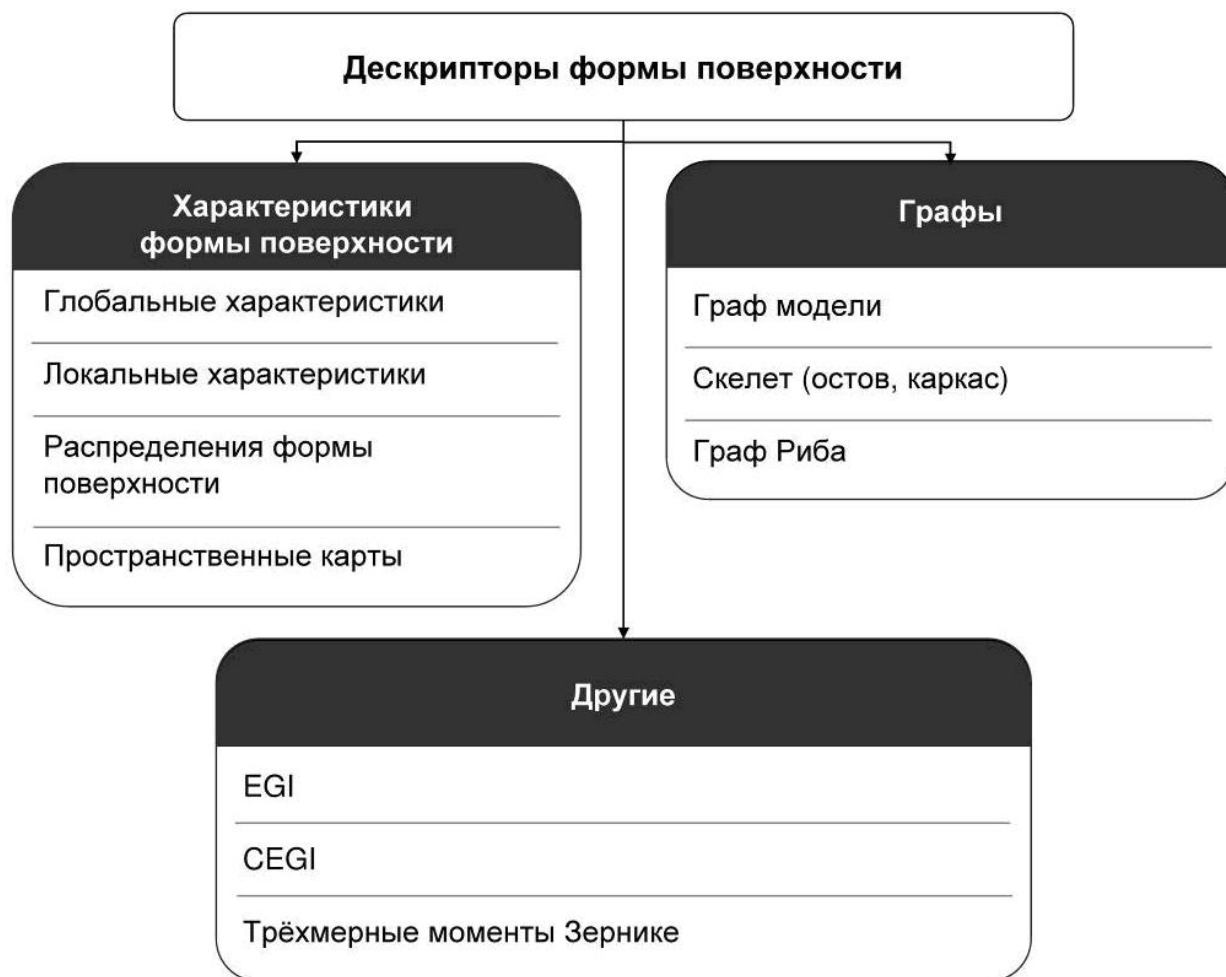 Дескрипторы формы поверхности
Характеристики
формы поверхности
Глобальные характеристики
Локальные характеристики
Распределения формы
поверхности
Пространственные карты
Графы
Граф модели
Скелет (остов, каркас)
Граф Риба
Другие
EGI
CEGI
Трёхмерные моменты Зернике